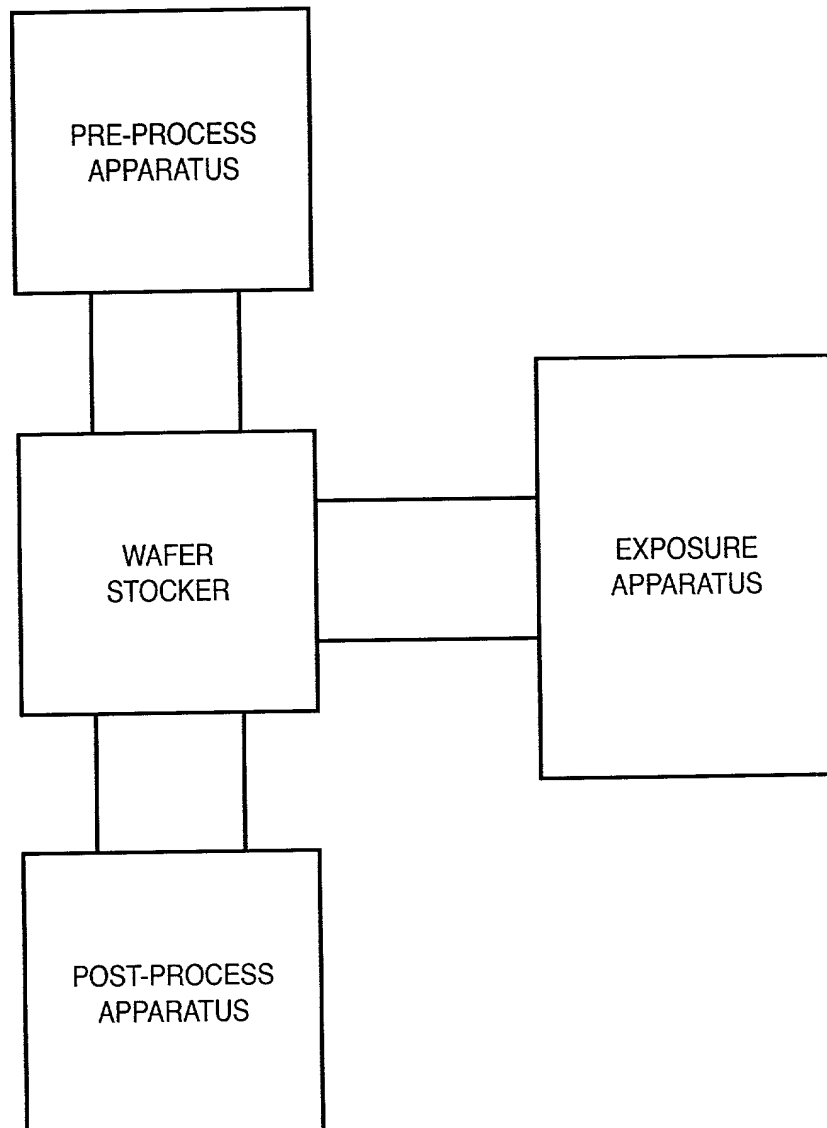 PRE-PROCESS
APPARATUS
WAFER
STOCKER
EXPOSURE
APPARATUS
POST-PROCESS
APPARATUS